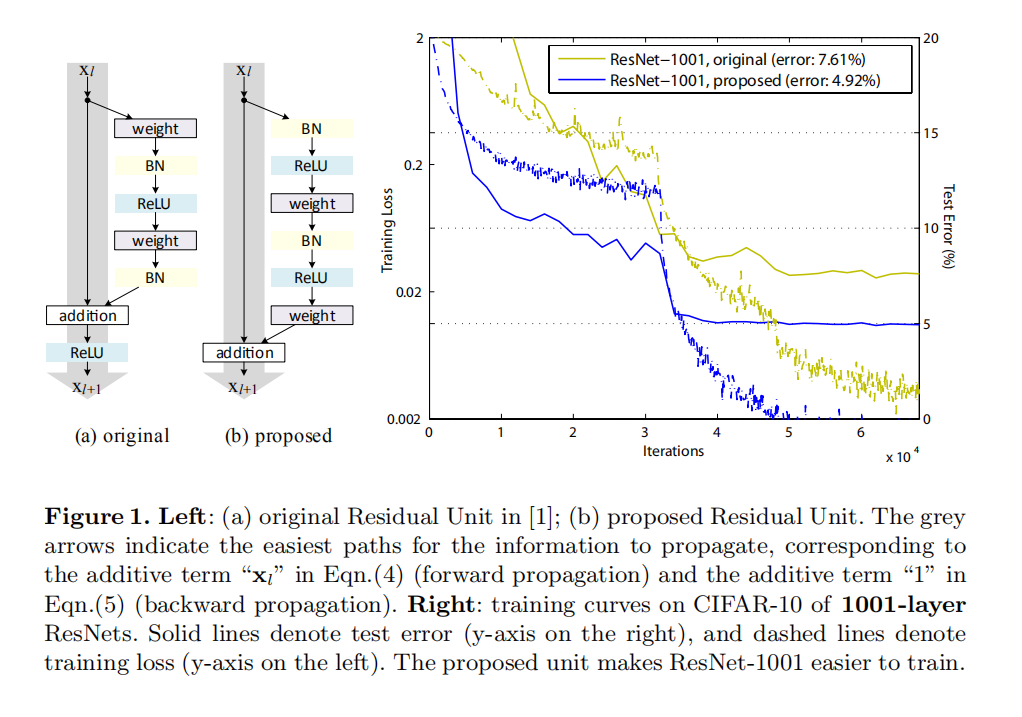 xl
weight
BN
ReLU
weight
BN
addition
ReLU
xl+1
(a) original
xl
BN
ReLU
weight
BN
ReLU
weight
addition
xl+1
(b) proposed
ResNet−1001, original (error: 7.61%)
ResNet−1001, proposed (error: 4.92%)
2
0.2
0.02
0.002
Training Loss
20
15
10
5
0
Test Error (%)
0 1 2 3 4 5 6
Iterations
x 10 4
Figure 1. Left: (a) original Residual Unit in [1]; (b) proposed Residual Unit. The grey
arrows indicate the easiest paths for the information to propagate, corresponding to
the additive term “xl” in Eqn.(4) (forward propagation) and the additive term “1” in
Eqn.(5) (backward propagation). Right: training curves on CIFAR-10 of 1001-layer
ResNets. Solid lines denote test error (y-axis on the right), and dashed lines denote
training loss (y-axis on the left). The proposed unit makes ResNet-1001 easier to train.